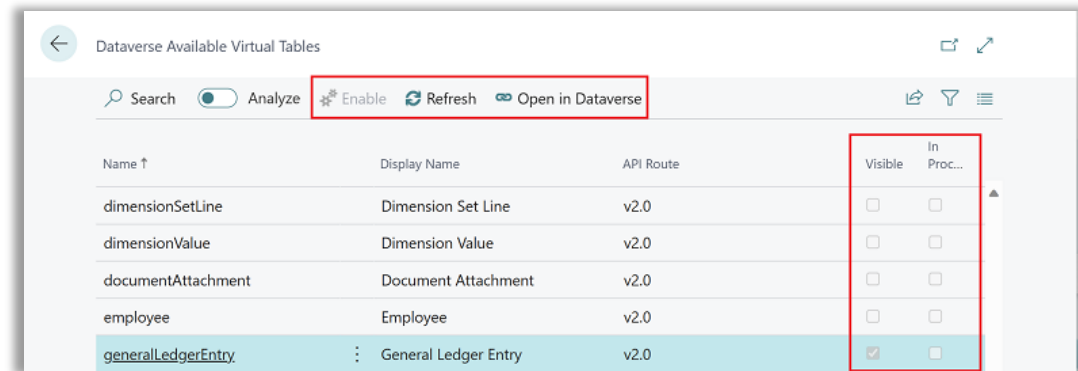 Dataverse Available Virtual Tables
Search Analyze Enable Refresh Open in Dataverse
Name ↑ Display Name API Route Visible In Proc...
dimensionSetLine Dimension Set Line v2.0
dimensionValue Dimension Value v2.0
documentAttachment Document Attachment v2.0
employee Employee v2.0
generalLedgerEntry General Ledger Entry v2.0